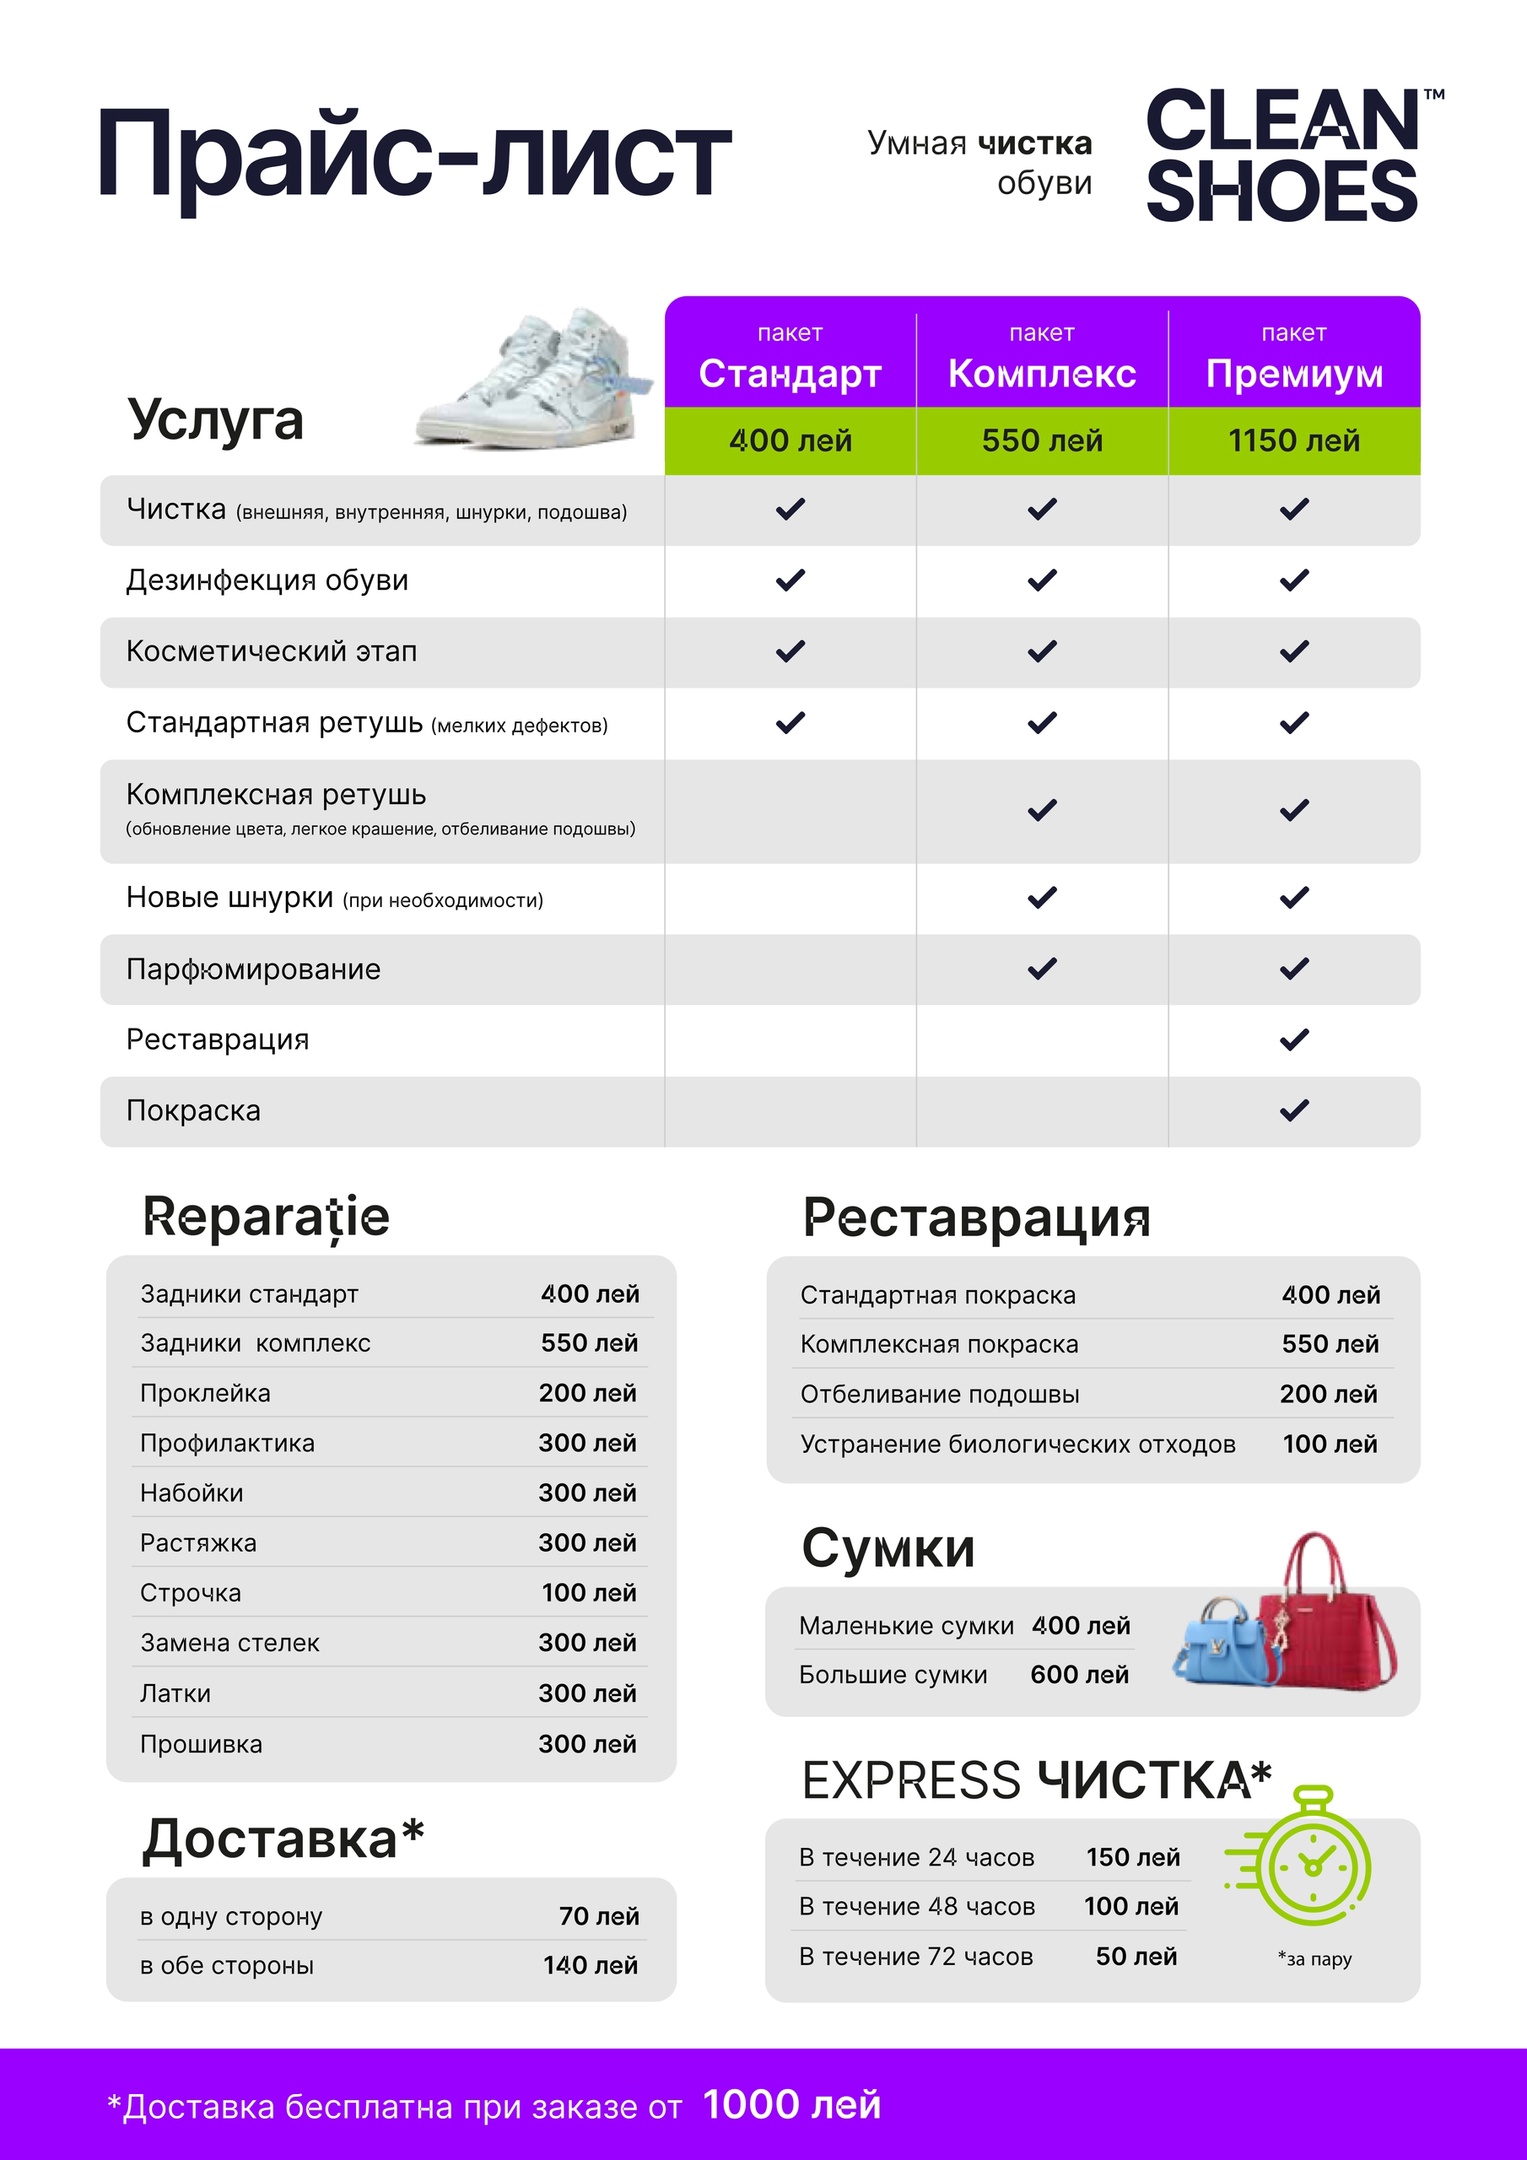 Прайс-лист
Умная чистка
обуви
CLEAN™
SHOES
Услуга
пакет
Стандарт
400 лей
пакет
Комплекс
550 лей
пакет
Премиум
1150 лей
Чистка (внешняя, внутренняя, шнурки, подошва)
Дезинфекция обуви
Косметический этап
Стандартная ретушь (мелких дефектов)
Комплексная ретушь
(обновление цвета, легкое крашение, отбеливание подошвы)
Новые шнурки (при необходимости)
Парфюмирование
Реставрация
Покраска
Reparație
Задники стандарт 400 лей
Задники комплекс 550 лей
Проклейка 200 лей
Профилактика 300 лей
Набойки 300 лей
Растяжка 300 лей
Строчка 100 лей
Замена стелек 300 лей
Латки 300 лей
Прошивка 300 лей
Доставка*
в одну сторону 70 лей
в обе стороны 140 лей
Реставрация
Стандартная покраска 400 лей
Комплексная покраска 550 лей
Отбеливание подошвы 200 лей
Устранение биологических отходов 100 лей
Сумки
Маленькие сумки 400 лей
Большие сумки 600 лей
EXPRESS ЧИСТКА*
В течение 24 часов 150 лей
В течение 48 часов 100 лей
В течение 72 часов 50 лей
*за пару
*Доставка бесплатна при заказе от 1000 лей